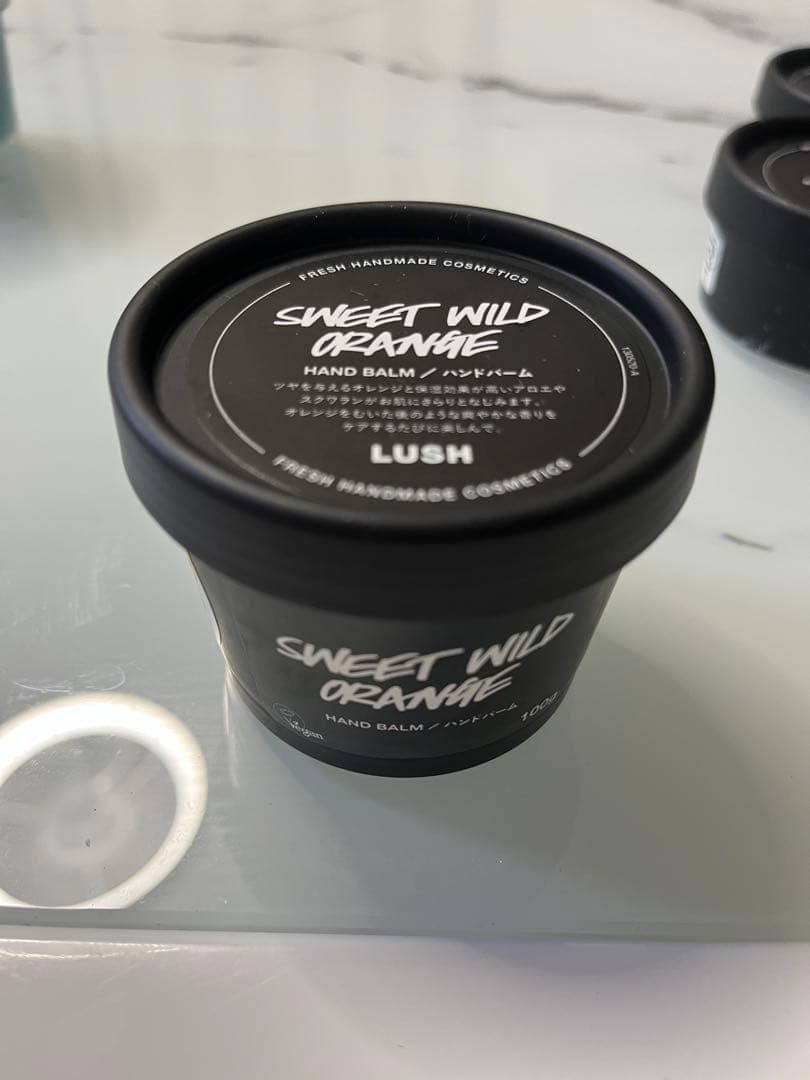 FRESH HANDMADE COSMETICS
SWEET WILD
ORANGE
HAND BALM / ハンドバーム
ツヤを与えるオレンジと保湿効果が高いアロエや
スクワランがお肌にさらりとなじみます。
オレンジをむいた後のような爽やかな香りを
ケアするたびに楽しんで。
LUSH
FRESH HANDMADE COSMETICS
130520-A
SWEET WILD
ORANGE
HAND BALM / ハンドバーム
100g
Vegan